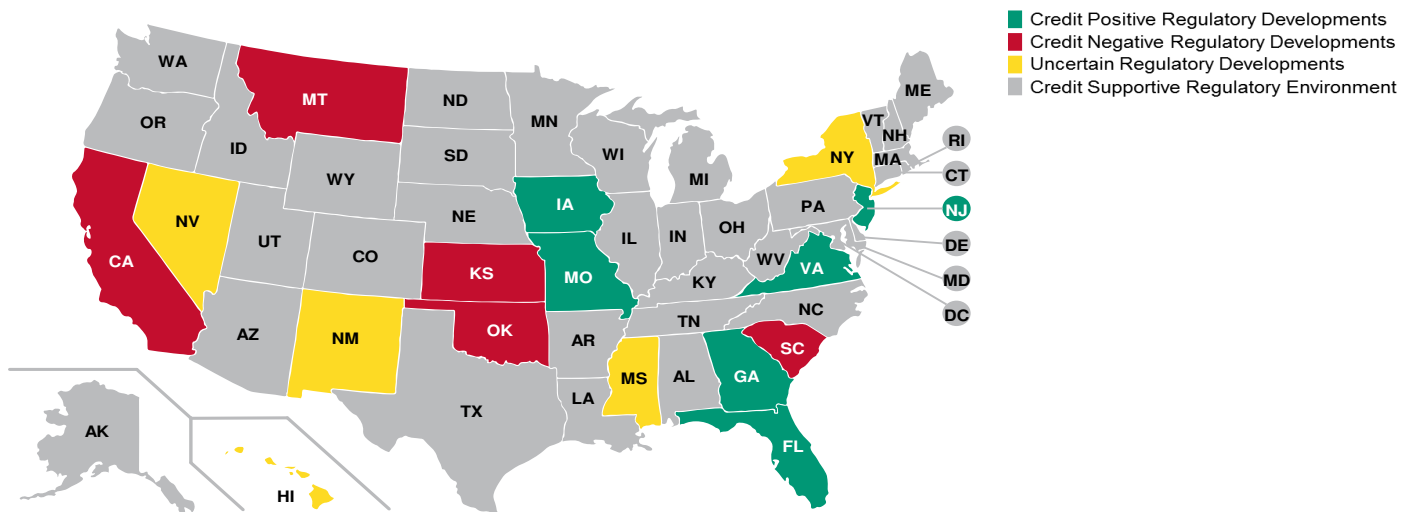 Credit Positive Regulatory Developments
Credit Negative Regulatory Developments
Uncertain Regulatory Developments
Credit Supportive Regulatory Environment
WA
MT
ND
MN
ME
OR
ID
SD
WI
MI
VT
NH
NY
MA
RI
CT
WY
NE
IA
PA
NJ
NV
UT
CO
IL
IN
OH
WV
VA
DE
MD
DC
CA
KS
MO
KY
AZ
NM
OK
AR
TN
NC
SC
TX
LA
MS
AL
GA
FL
AK
HI